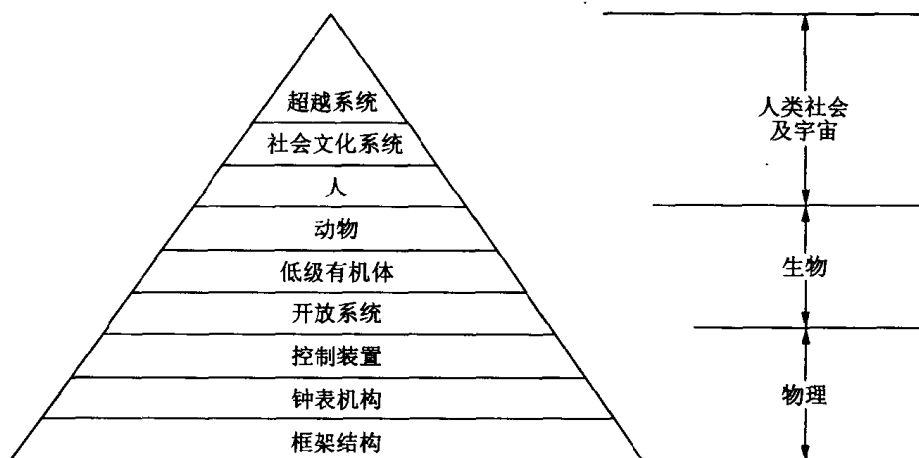 超越系统
社会文化系统
人
动物
低级有机体
开放系统
控制装置
钟表机构
框架结构
人类社会
及宇宙
生物
物理